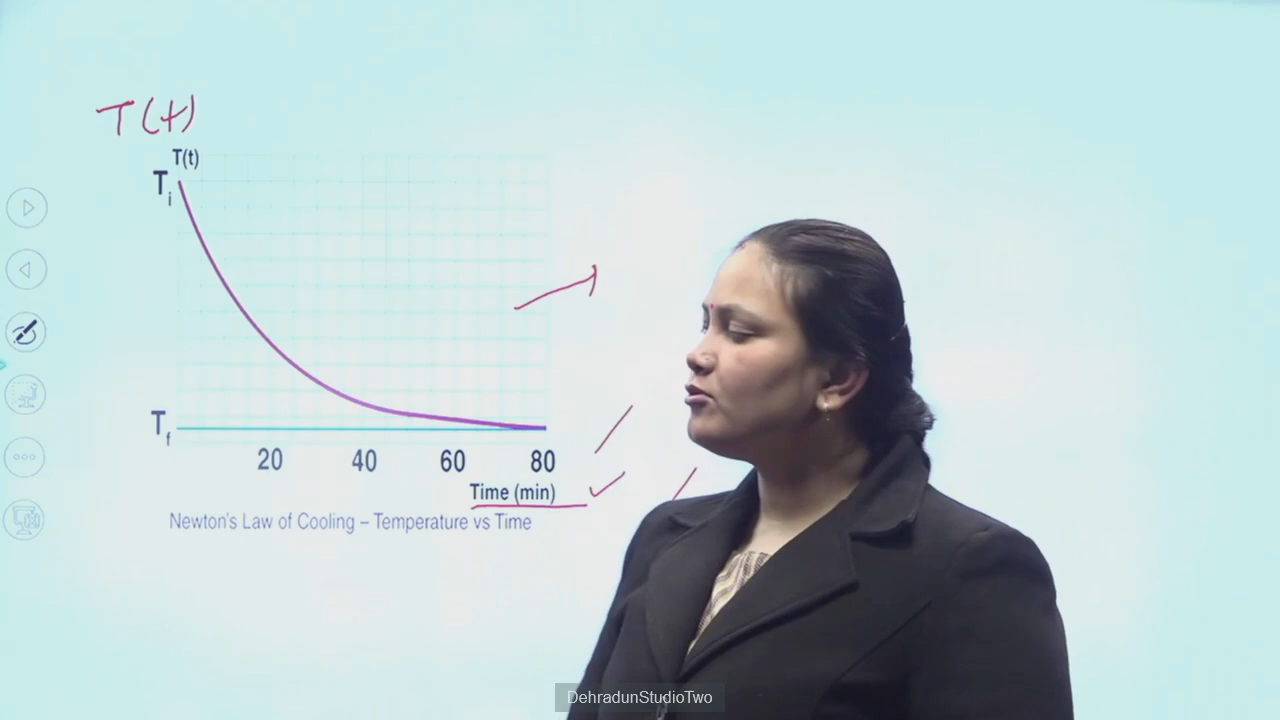 T(t)
T(t)
Ti
Tf
20 40 60 80
Time (min)
Newton's Law of Cooling – Temperature vs Time
DehradunStudioTwo